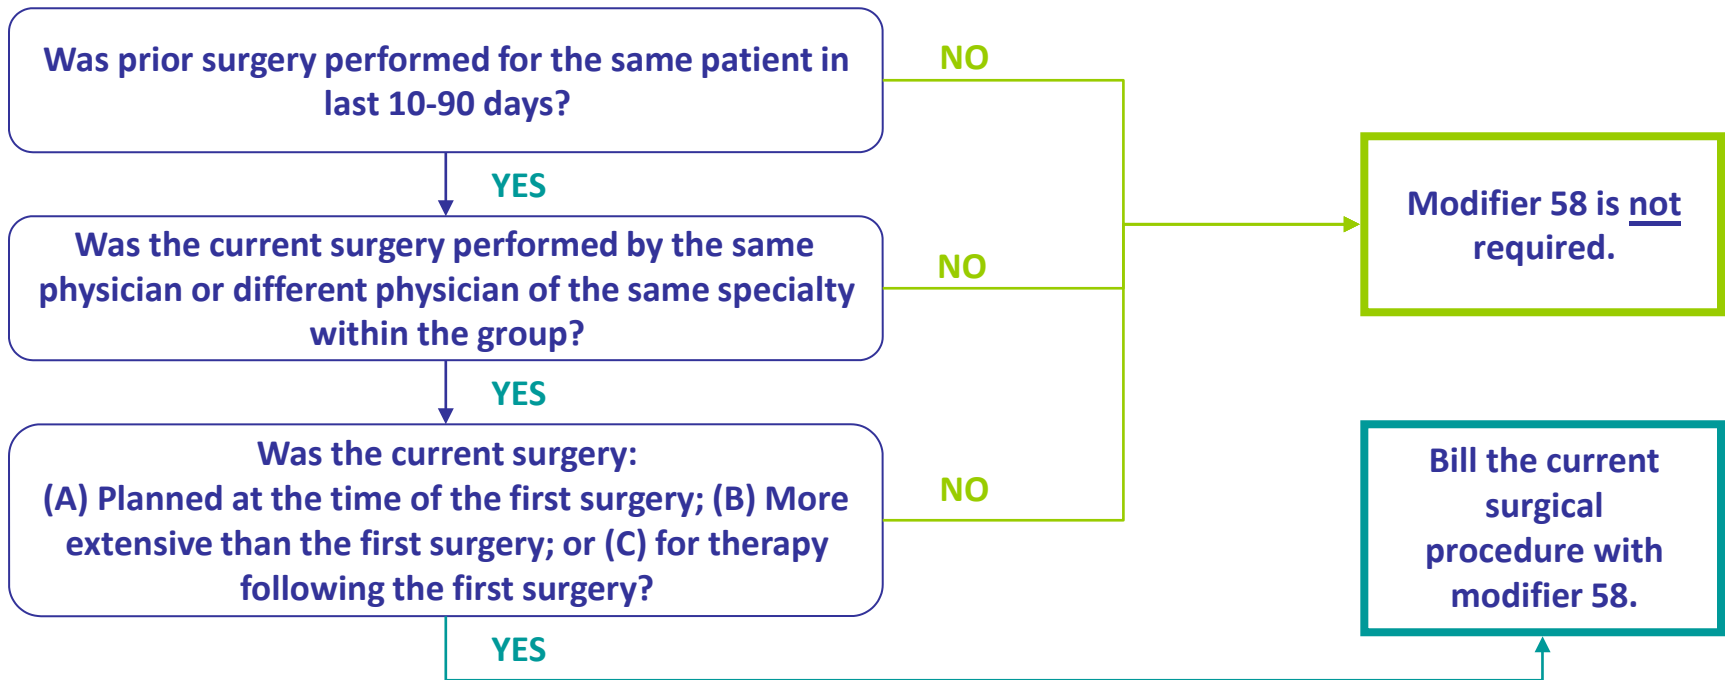 Was prior surgery performed for the same patient in
last 10-90 days?
NO
YES
Was the current surgery performed by the same
physician or different physician of the same specialty
within the group?
NO
YES
Was the current surgery:
(A) Planned at the time of the first surgery; (B) More
extensive than the first surgery; or (C) for therapy
following the first surgery?
NO
YES
Modifier 58 is not
required.
Bill the current
surgical
procedure with
modifier 58.